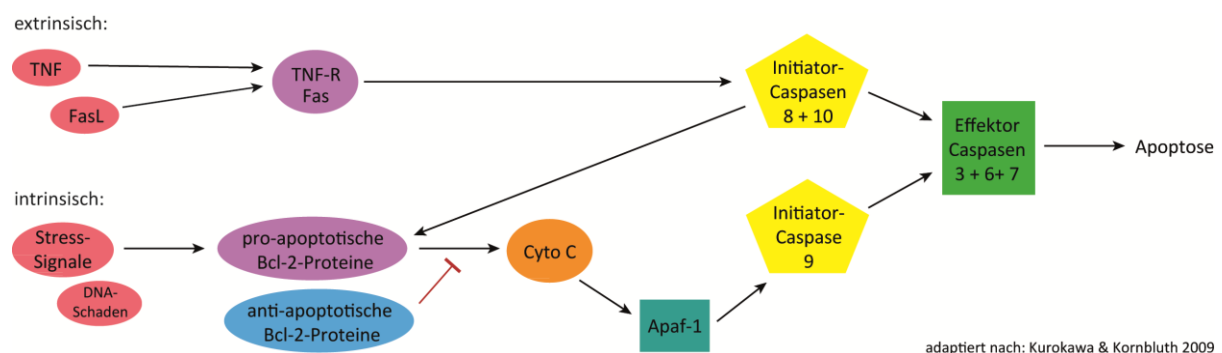 extrinsisch:
TNF
FasL
TNF-R
Fas
Initiator-
Caspasen
8 + 10
Effektor
Caspasen
3 + 6+ 7
Apoptose
intrinsisch:
Stress-
Signale
DNA-
Schaden
pro-apoptotische
Bcl-2-Proteine
anti-apoptotische
Bcl-2-Proteine
Cyto C
Apaf-1
Initiator-
Caspase
9
adaptiert nach: Kurokawa & Kornbluth 2009